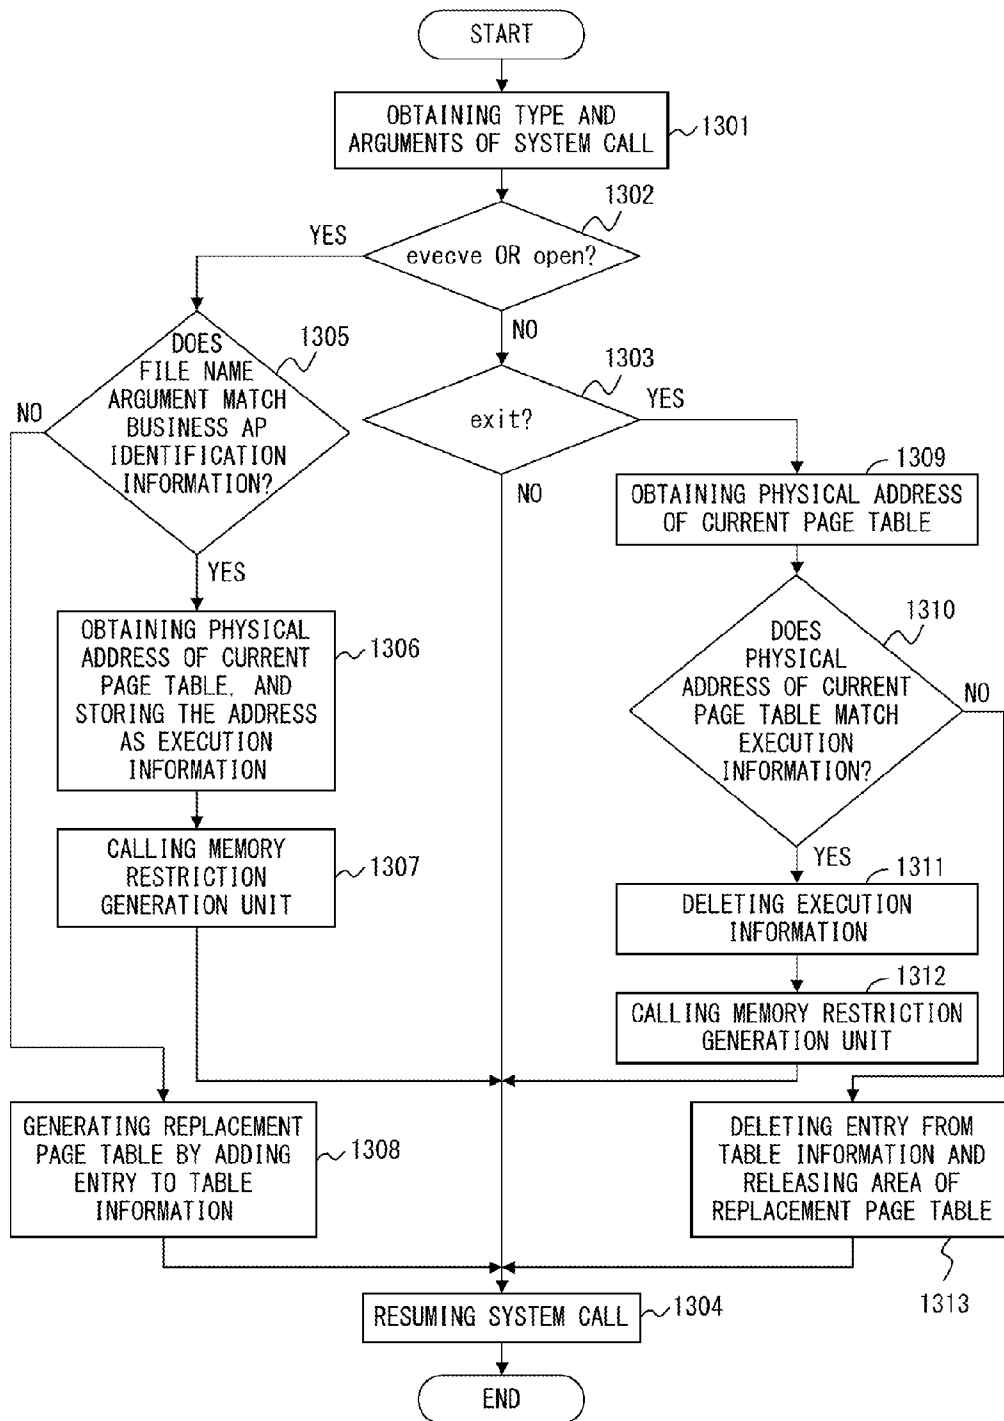 START
OBTAINING TYPE AND
ARGUMENTS OF SYSTEM CALL
1301
1302
evecve OR open?
YES
NO
1305
DOES
FILE NAME
ARGUMENT MATCH
BUSINESS AP
IDENTIFICATION
INFORMATION?
NO
YES
1303
exit?
YES
NO
1309
OBTAINING PHYSICAL ADDRESS
OF CURRENT PAGE TABLE
1306
OBTAINING PHYSICAL
ADDRESS OF CURRENT
PAGE TABLE, AND
STORING THE ADDRESS
AS EXECUTION
INFORMATION
1310
DOES
PHYSICAL
ADDRESS OF CURRENT
PAGE TABLE MATCH
EXECUTION
INFORMATION?
NO
YES
CALLING MEMORY
RESTRICTION
GENERATION UNIT
1307
1311
DELETING EXECUTION
INFORMATION
1312
CALLING MEMORY RESTRICTION
GENERATION UNIT
GENERATING REPLACEMENT
PAGE TABLE BY ADDING
ENTRY TO TABLE
INFORMATION
1308
DELETING ENTRY FROM
TABLE INFORMATION AND
RELEASING AREA OF
REPLACEMENT PAGE TABLE
1313
RESUMING SYSTEM CALL
1304
END